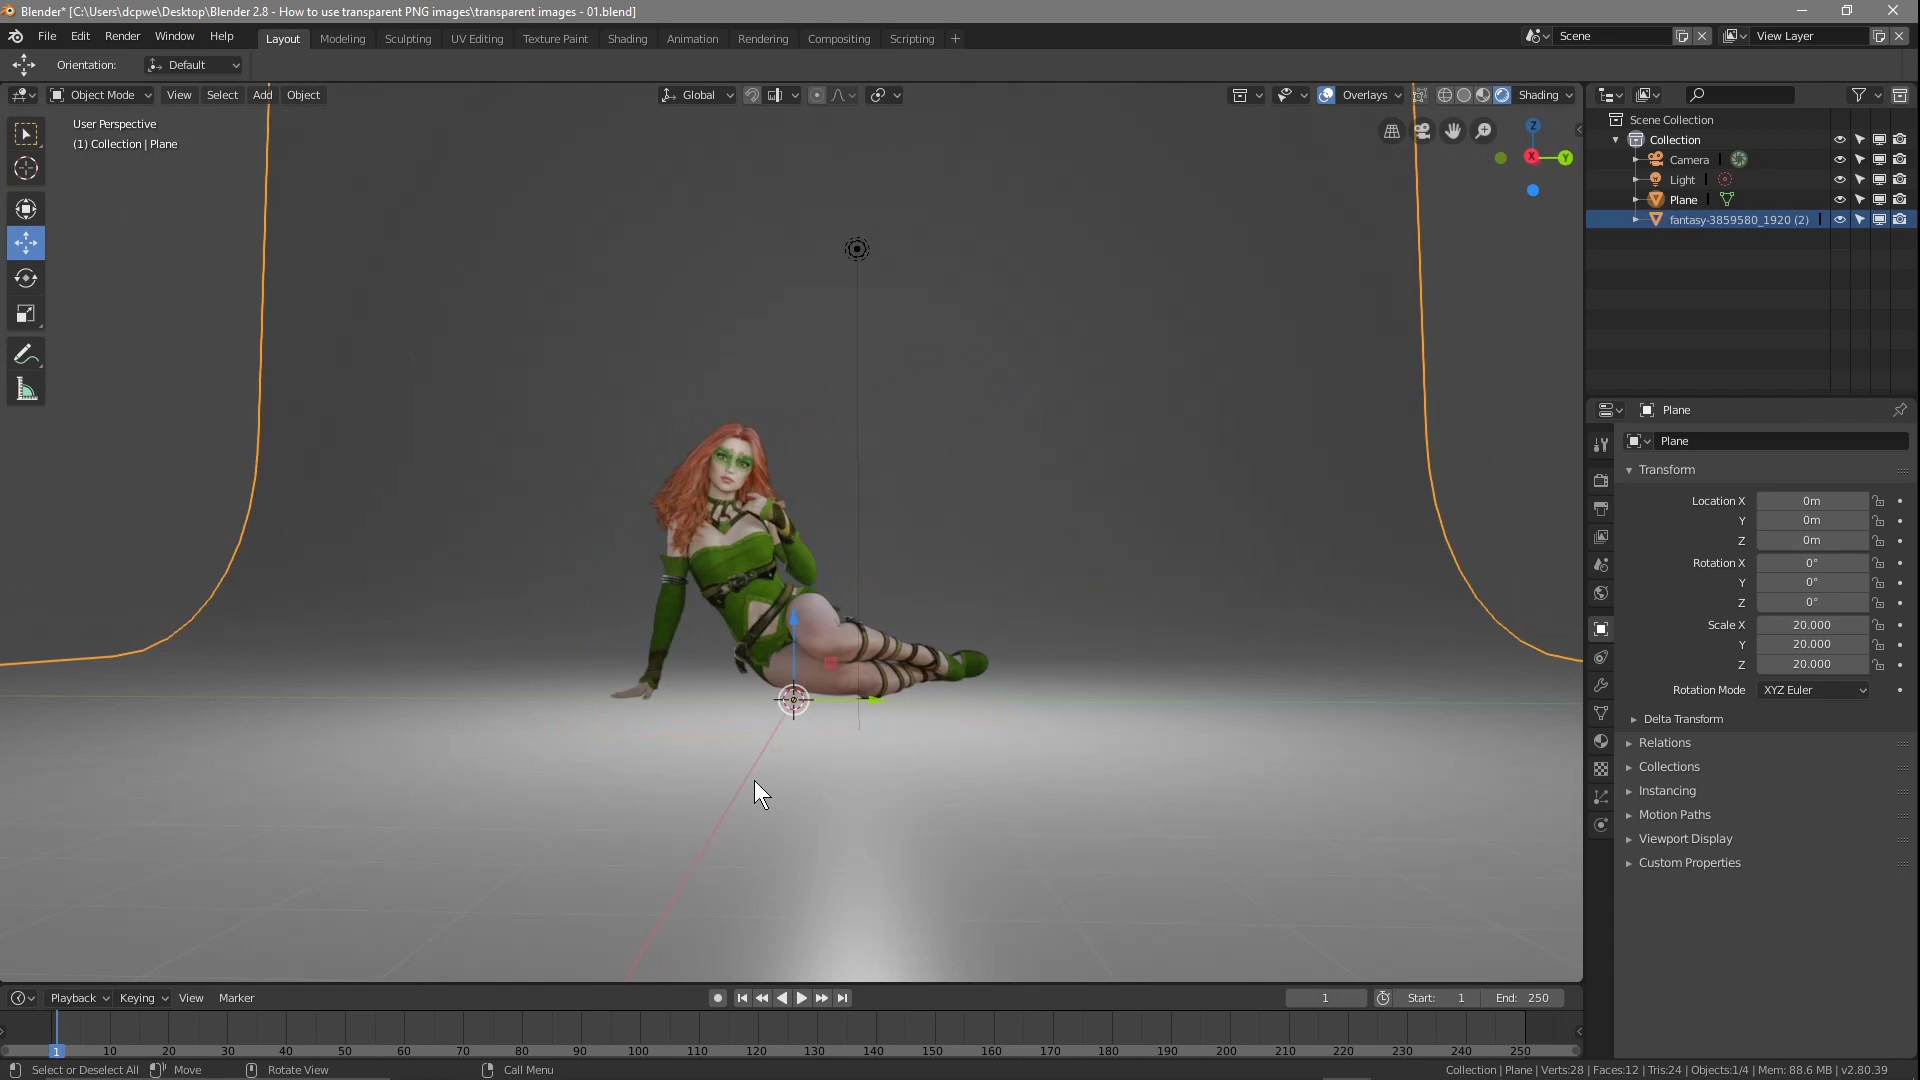 Blender* [C:\Users\dcpwe\Desktop\Blender 2.8 - How to use transparent PNG images\transparent images - 01.blend]
File Edit Render Window Help Layout Modeling Sculpting UV Editing Texture Paint Shading Animation Rendering Compositing Scripting + Scene View Layer
Orientation: Default
Object Mode View Select Add Object Global Overlays Shading
User Perspective
(1) Collection | Plane
Z
X
Y
Scene Collection
Collection
Camera
Light
Plane
fantasy-3859580_1920 (2)
Plane
Plane
Transform
Location X 0m
Y 0m
Z 0m
Rotation X 0°
Y 0°
Z 0°
Scale X 20.000
Y 20.000
Z 20.000
Rotation Mode XYZ Euler
Delta Transform
Relations
Collections
Instancing
Motion Paths
Viewport Display
Custom Properties
Playback Keying View Marker 1 Start: 1 End: 250
1 10 20 30 40 50 60 70 80 90 100 110 120 130 140 150 160 170 180 190 200 210 220 230 240 250
Select or Deselect All Move Rotate View Call Menu Collection | Plane | Verts:28 | Faces:12 | Tris:24 | Objects:1/4 | Mem: 88.6 MB | v2.80.39